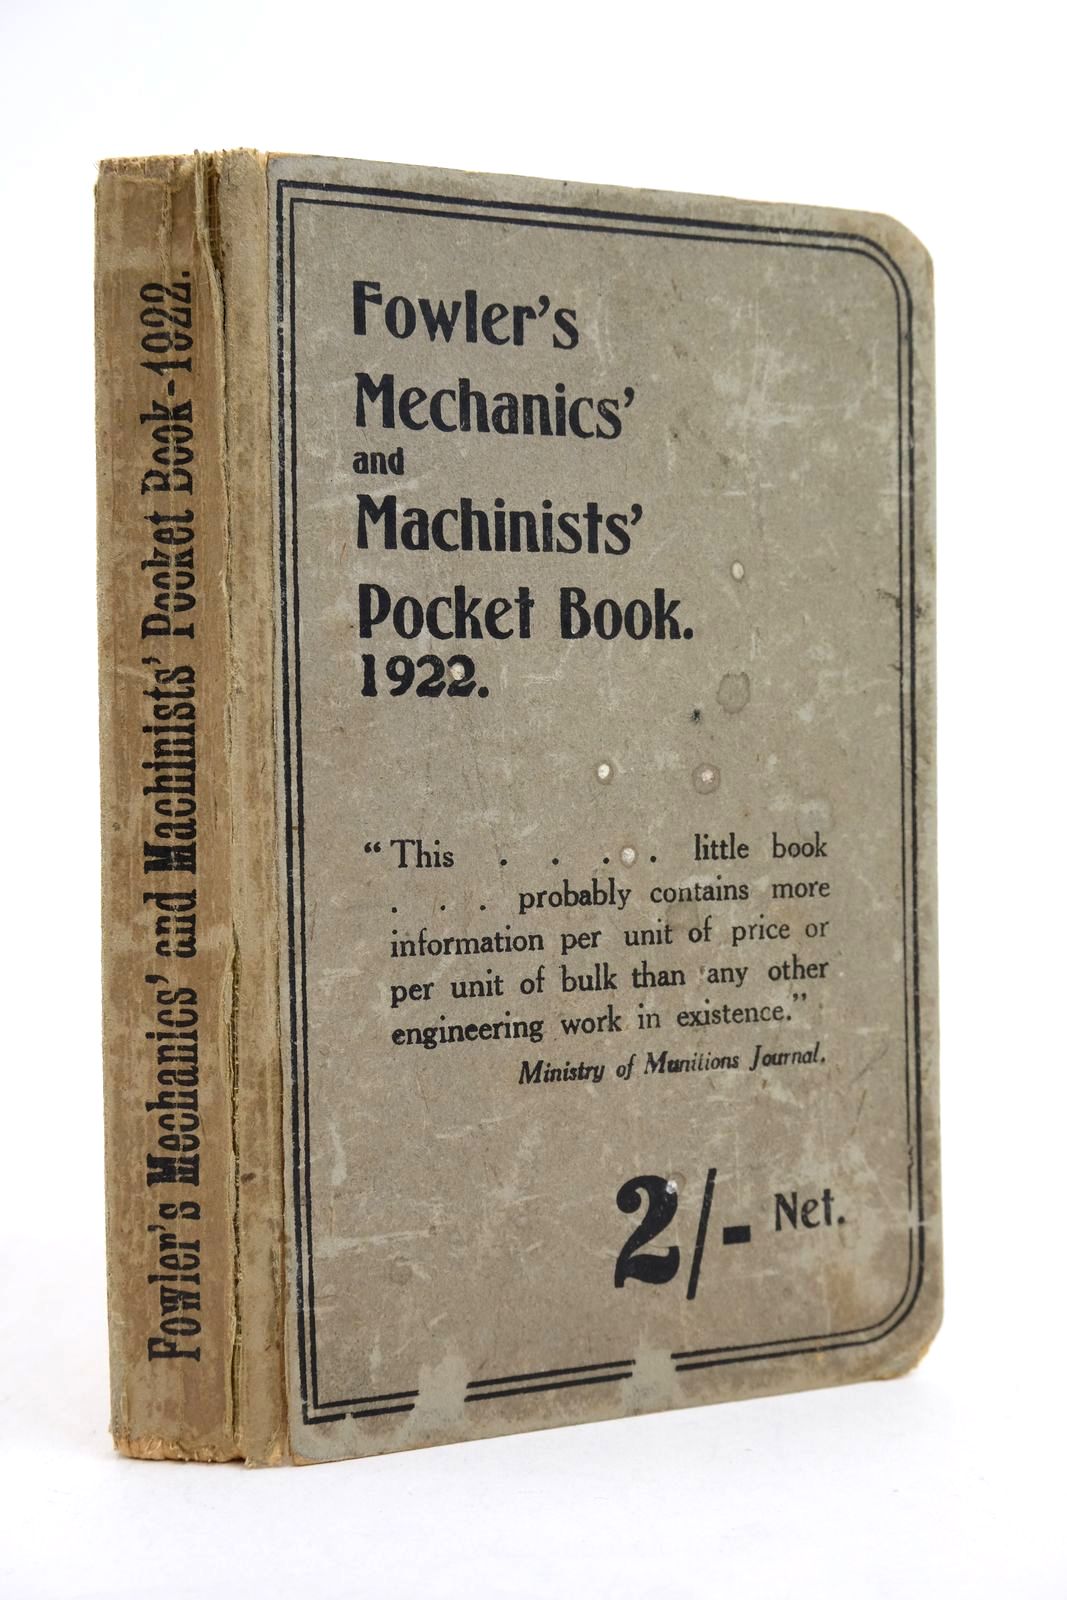 Fowler's Mechanics' and Machinists' Pocket Book-1922.
Fowler's
Mechanics'
and
Machinists'
Pocket Book.
1922.
“ This . . . . little book
. . . probably contains more
information per unit of price or
per unit of bulk than any other
engineering work in existence.”
Ministry of Munitions Journal.
2/- Net.